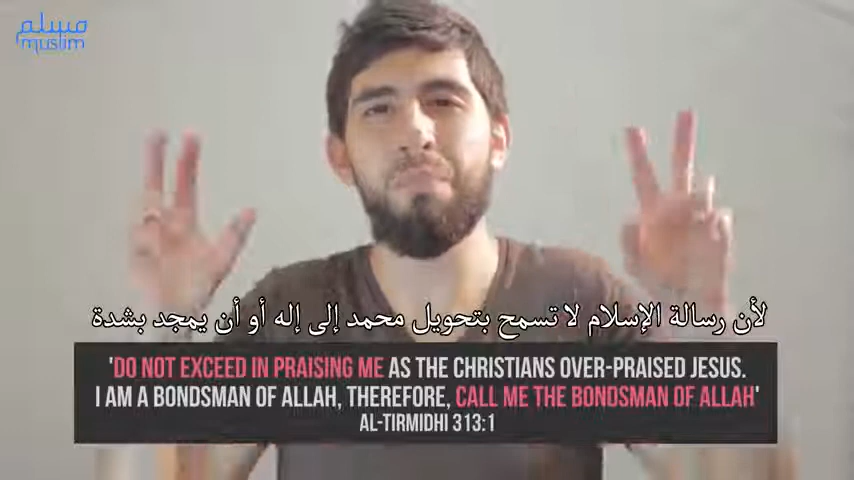 مسلم
muslim
لأن رسالة الإسلام لا تسمح بتحويل محمد إلى إله أو أن يمجد بشدة
'DO NOT EXCEED IN PRAISING ME AS THE CHRISTIANS OVER-PRAISED JESUS.
I AM A BONDSMAN OF ALLAH, THEREFORE, CALL ME THE BONDSMAN OF ALLAH'
AL-TIRMIDHI 313:1